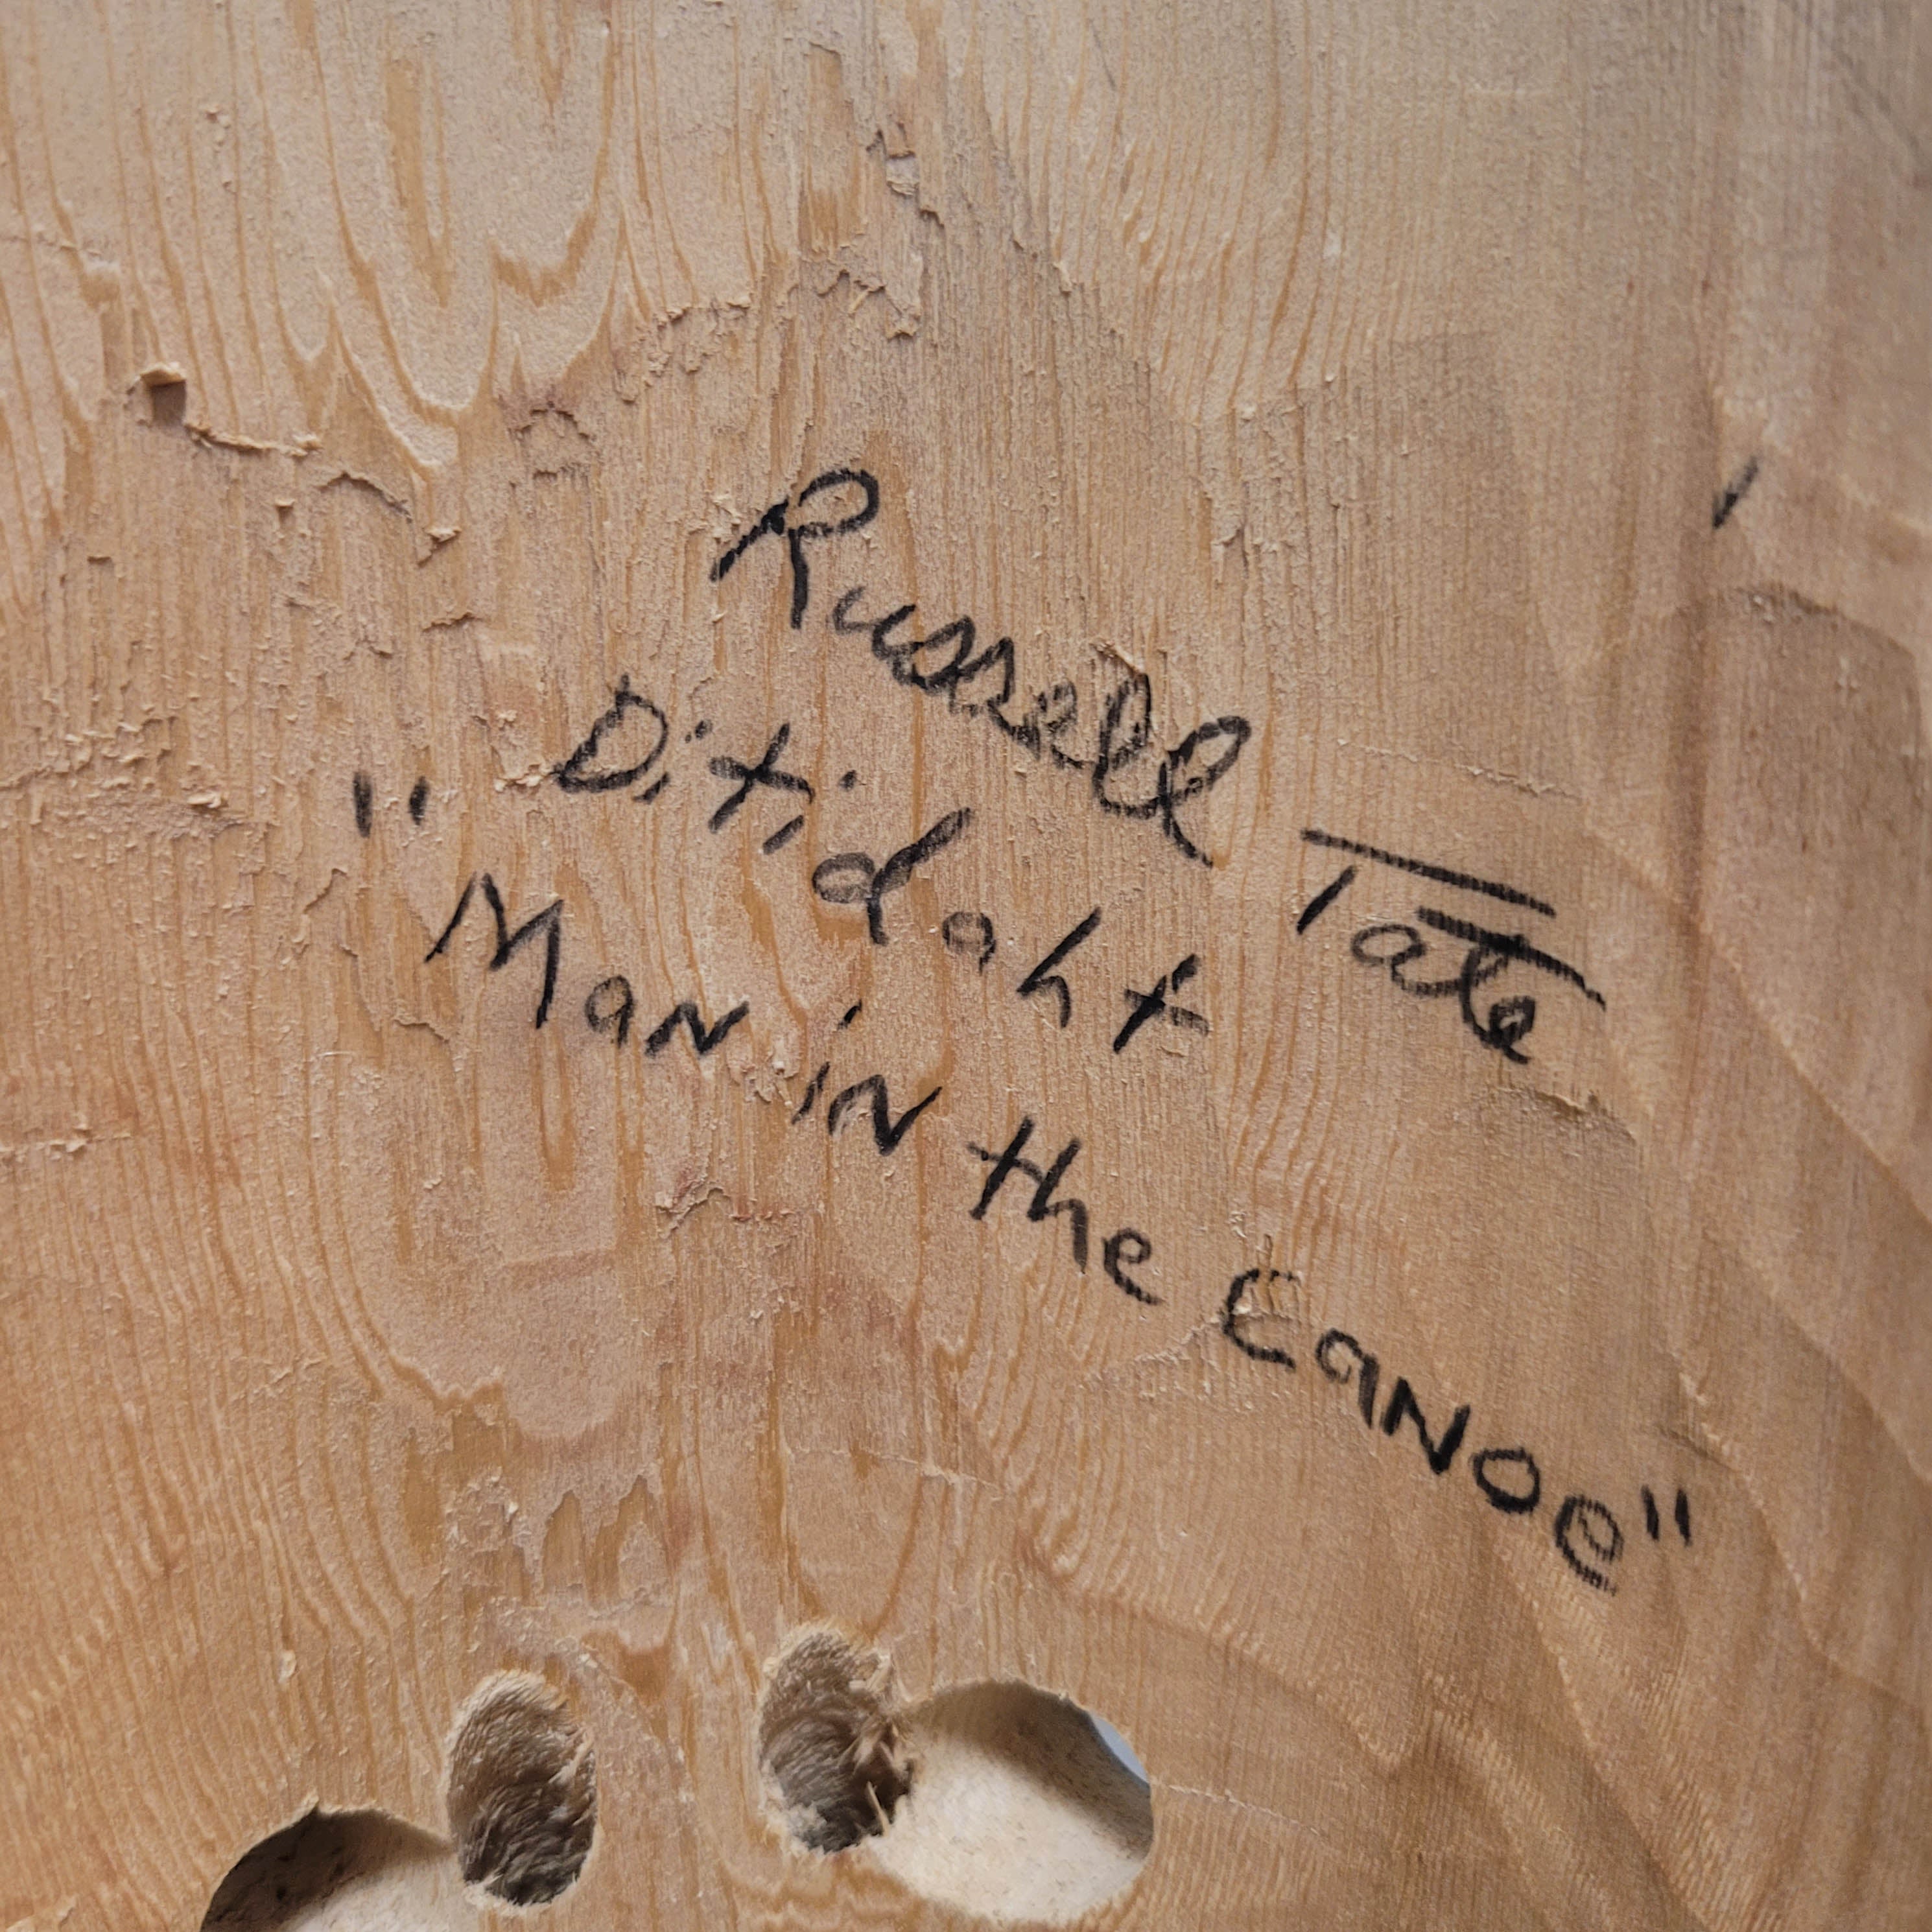 Russell Tate
Ditidaht
"Man in the Canoe"